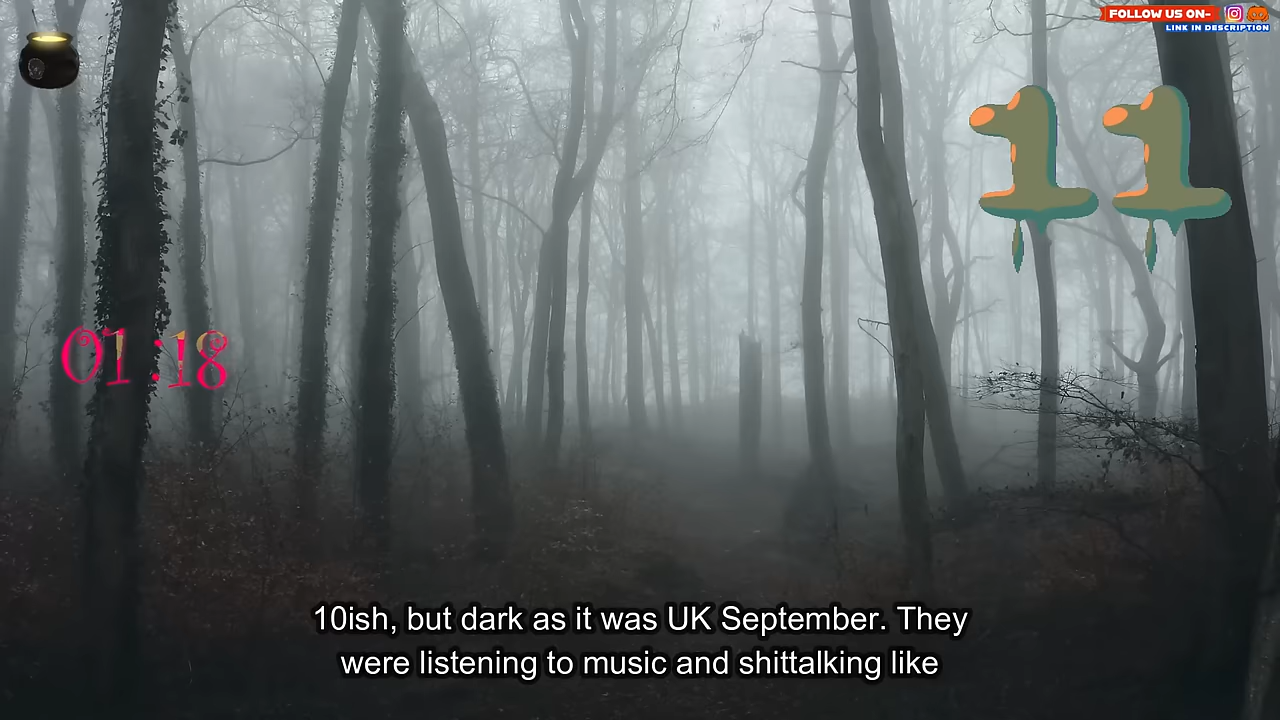 FOLLOW US ON-
LINK IN DESCRIPTION
11
01:18
10ish, but dark as it was UK September. They
were listening to music and shittalking like